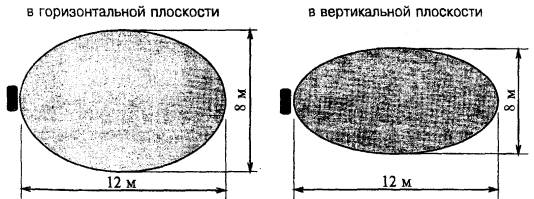 в горизонтальной плоскости
в вертикальной плоскости
8 м
8 м
12 м
12 м